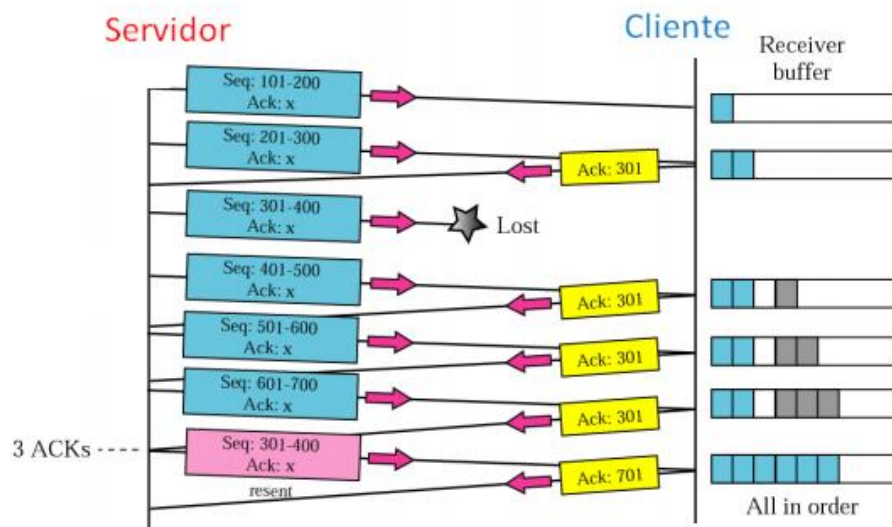 Servidor
Cliente
Receiver
buffer
Seq: 101-200
Ack: x
Seq: 201-300
Ack: x
Ack: 301
Seq: 301-400
Ack: x
Lost
Seq: 401-500
Ack: x
Ack: 301
Seq: 501-600
Ack: x
Ack: 301
Seq: 601-700
Ack: x
Ack: 301
3 ACKs
Seq: 301-400
Ack: x
resent
Ack: 701
All in order